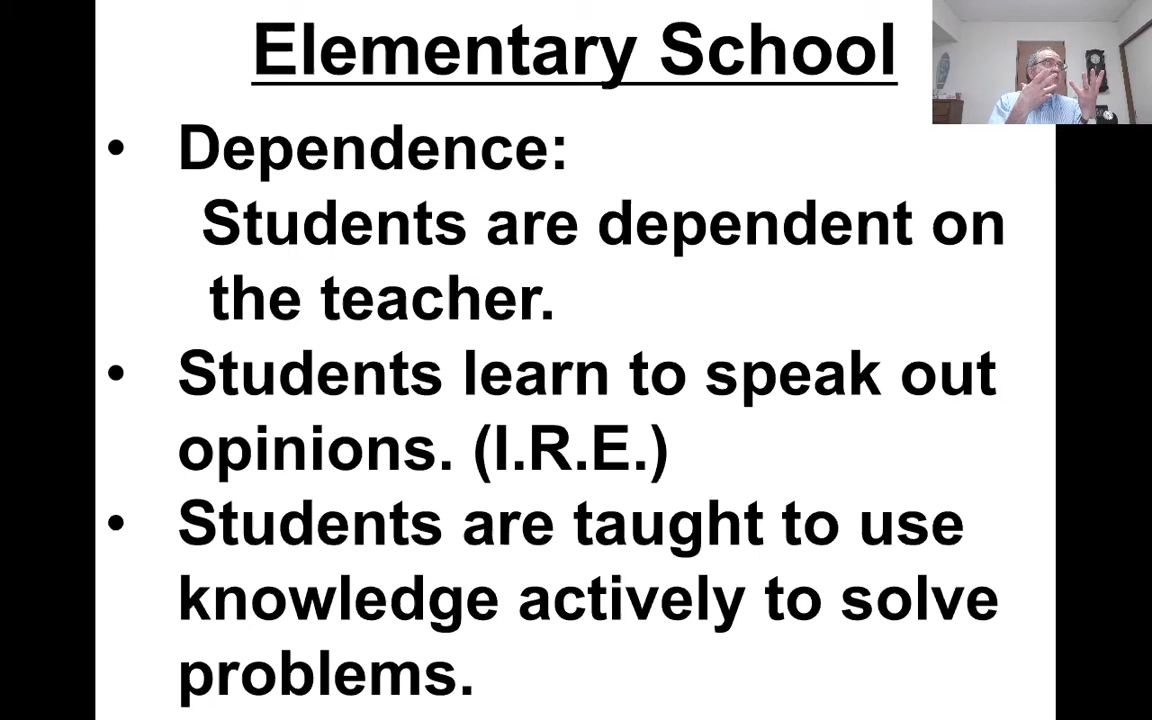 Elementary School
• Dependence:
Students are dependent on
the teacher.
• Students learn to speak out
opinions. (I.R.E.)
• Students are taught to use
knowledge actively to solve
problems.